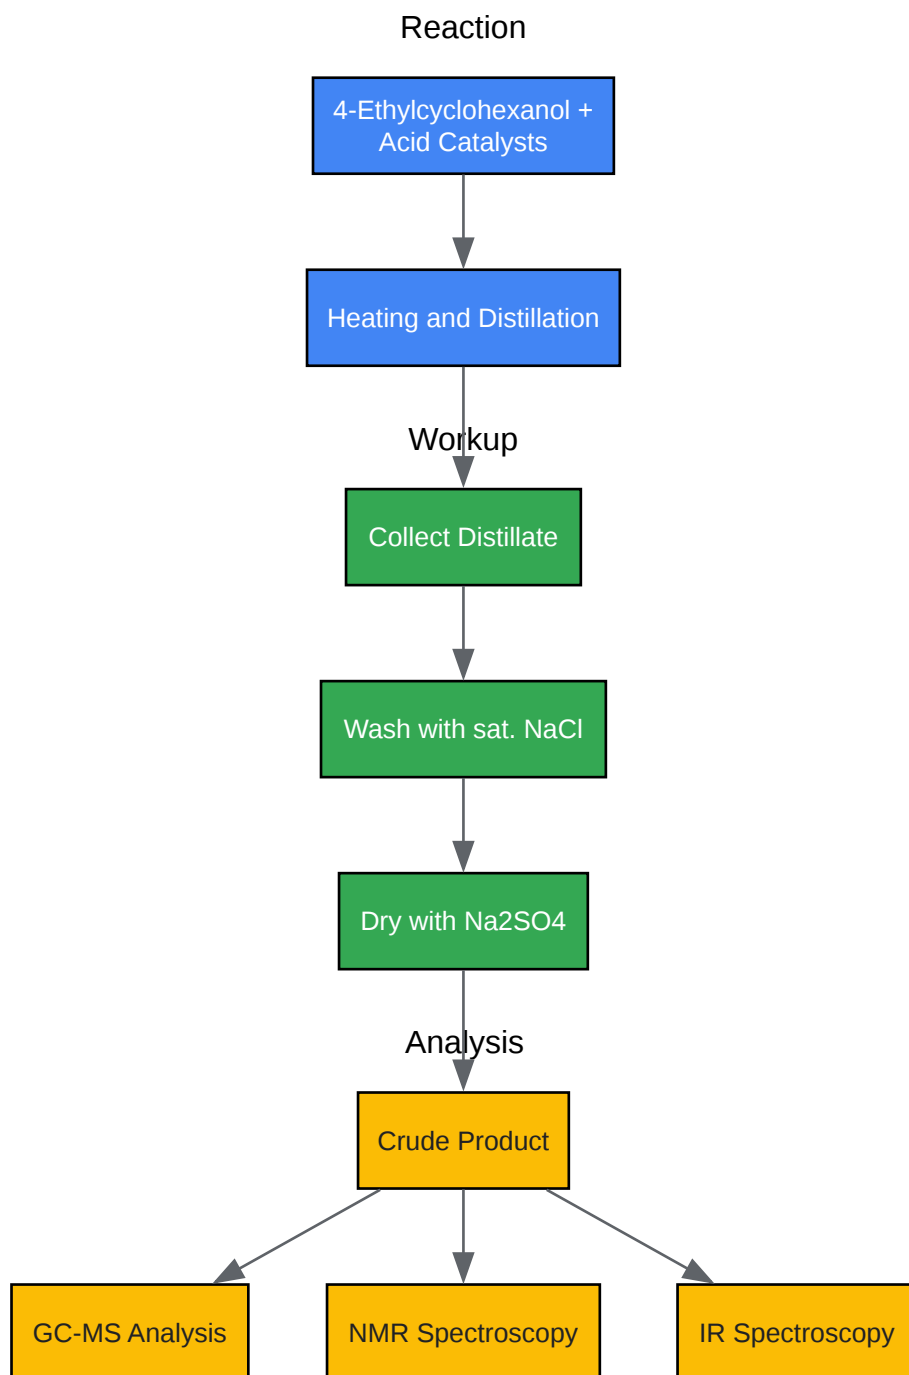 Reaction
4-Ethylcyclohexanol +
Acid Catalysts
Heating and Distillation
Workup
Collect Distillate
Wash with sat. NaCl
Dry with Na2SO4
Analysis
Crude Product
GC-MS Analysis
NMR Spectroscopy
IR Spectroscopy